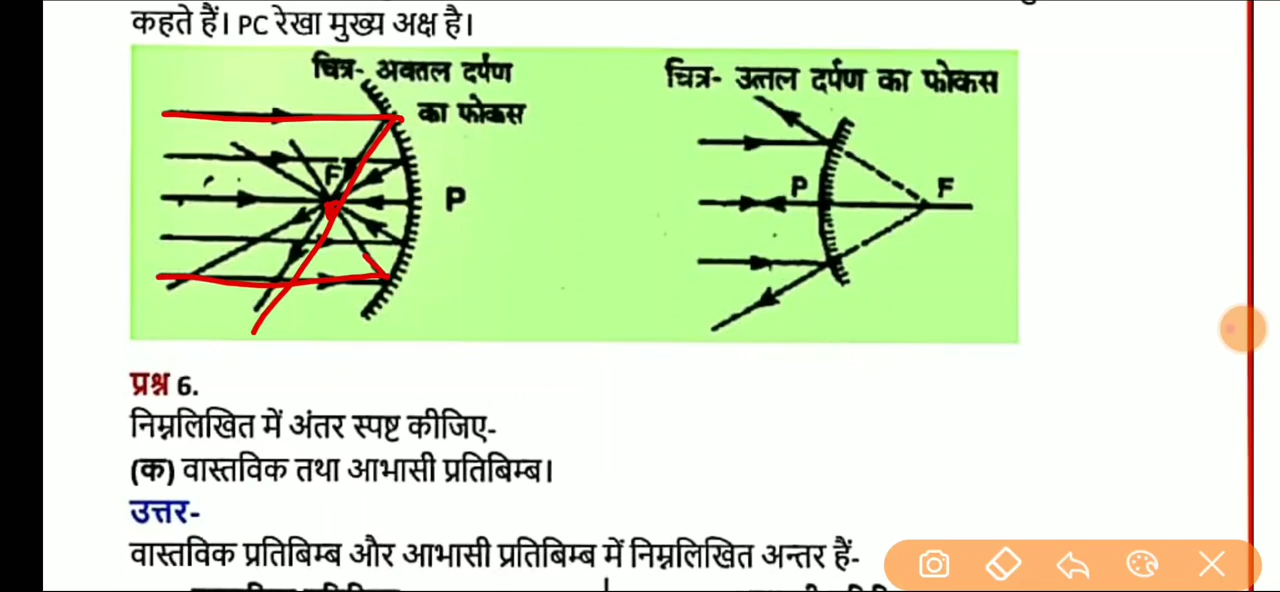 कहते हैं। PC रेखा मुख्य अक्ष है।
चित्र- अवतल दर्पण
का फोकस
F
P
चित्र- उत्तल दर्पण का फोकस
P
F
प्रश्न 6.
निम्नलिखित में अंतर स्पष्ट कीजिए-
(क) वास्तविक तथा आभासी प्रतिबिम्ब।
उत्तर-
वास्तविक प्रतिबिम्ब और आभासी प्रतिबिम्ब में निम्नलिखित अन्तर हैं-